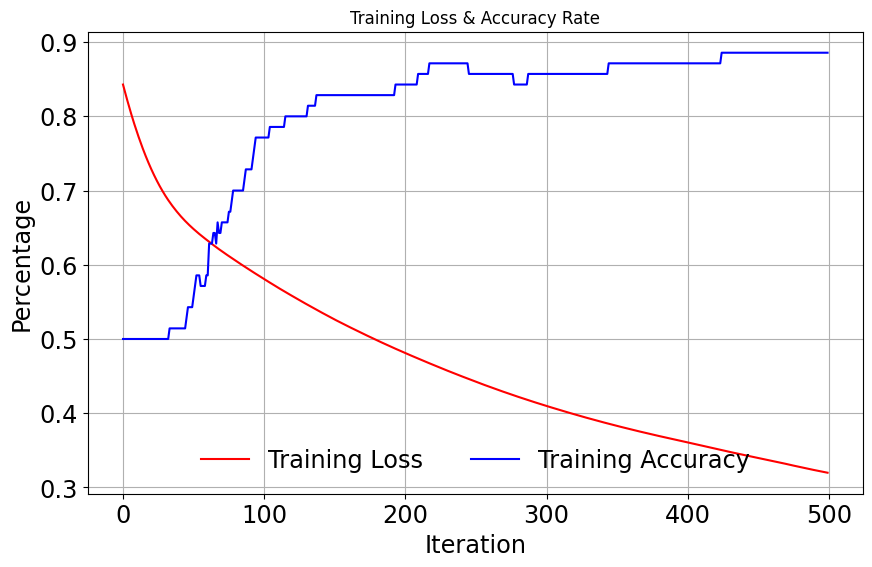 Training Loss & Accuracy Rate
Percentage
0.9
0.8
0.7
0.6
0.5
0.4
0.3
Training Loss Training Accuracy
0 100 200 300 400 500
Iteration